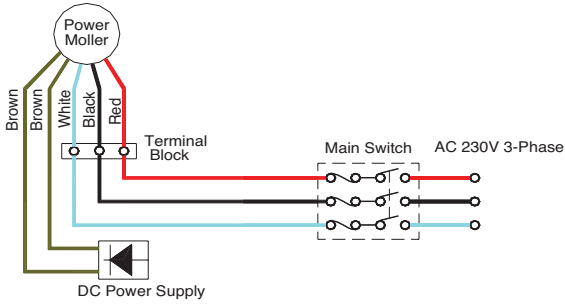 Power
Moller
Brown
Brown
White
Black
Red
Terminal
Block
Main Switch
AC 230V 3-Phase
DC Power Supply